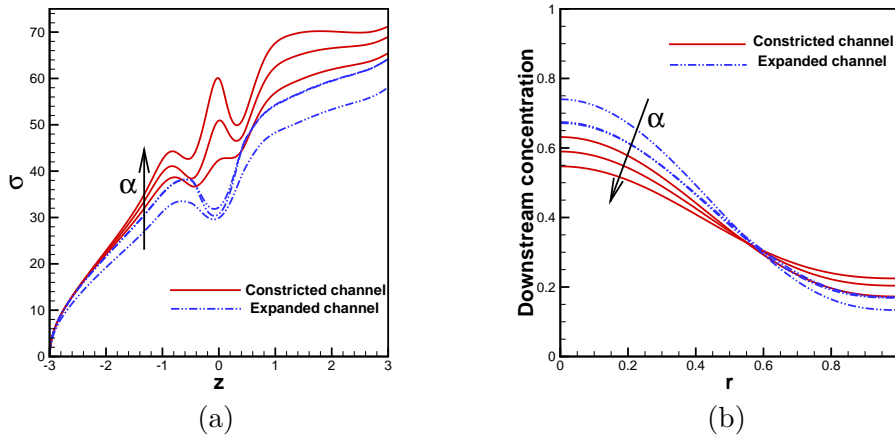 70
60
50
40
30
20
10
0
σ
α
Constricted channel
Expanded channel
-3 -2 -1 0 1 2 3
z
(a)
1
0.8
0.6
0.4
0.2
0
Downstream concentration
Constricted channel
Expanded channel
α
0 0.2 0.4 0.6 0.8
r
(b)